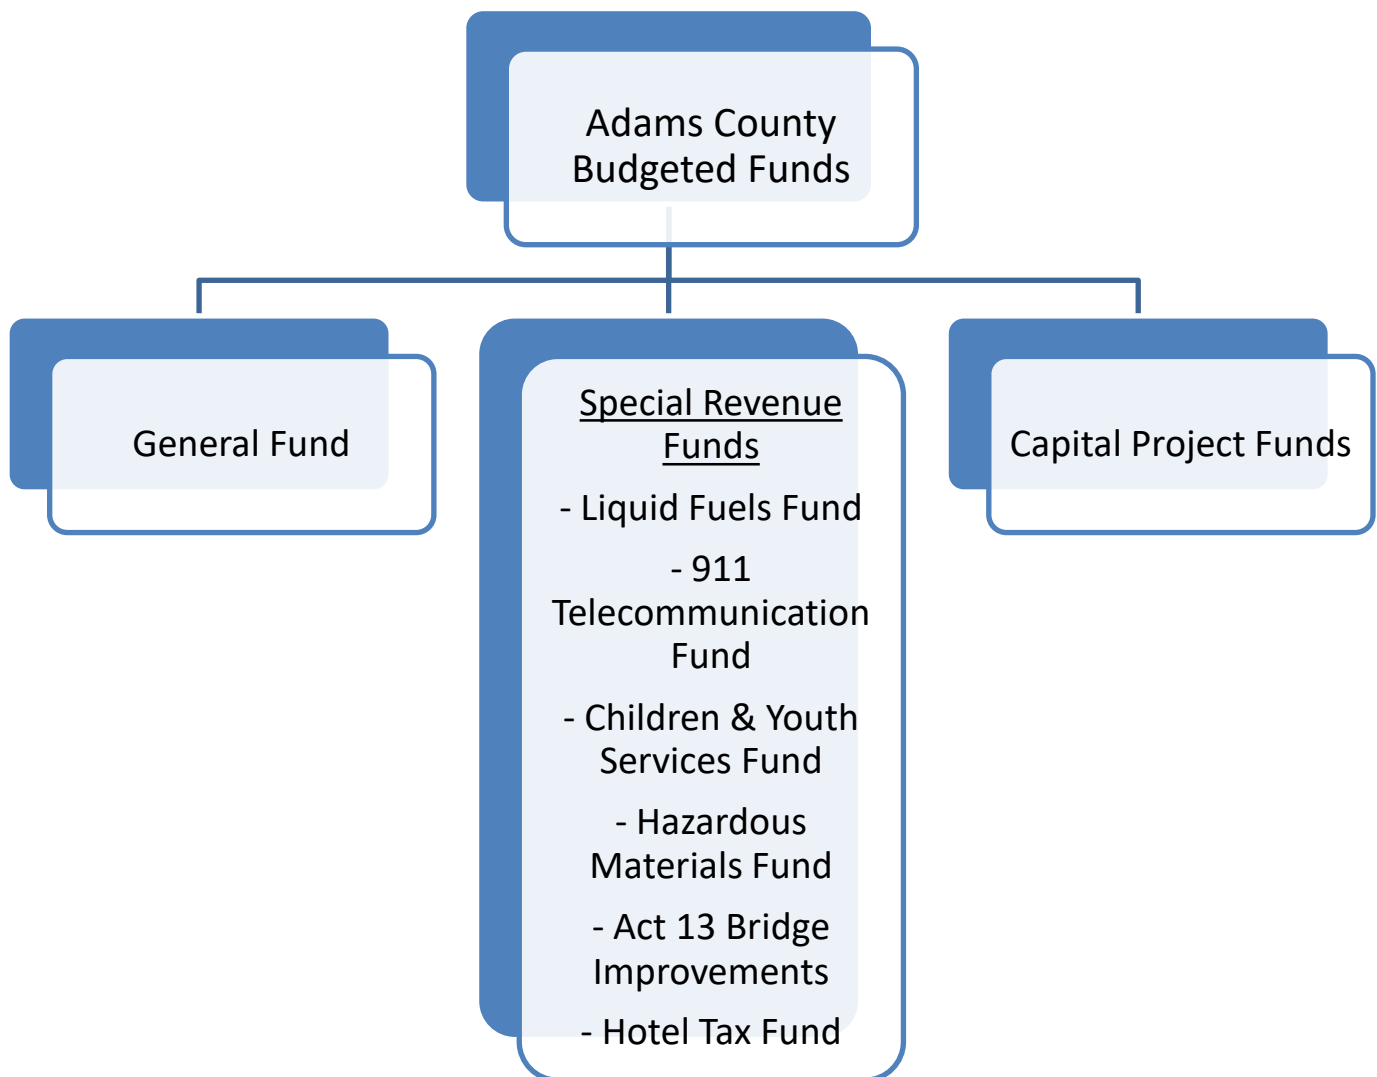 Adams County
Budgeted Funds
General Fund
Special Revenue
Funds
- Liquid Fuels Fund
- 911
Telecommunication
Fund
- Children & Youth
Services Fund
- Hazardous
Materials Fund
- Act 13 Bridge
Improvements
- Hotel Tax Fund
Capital Project Funds